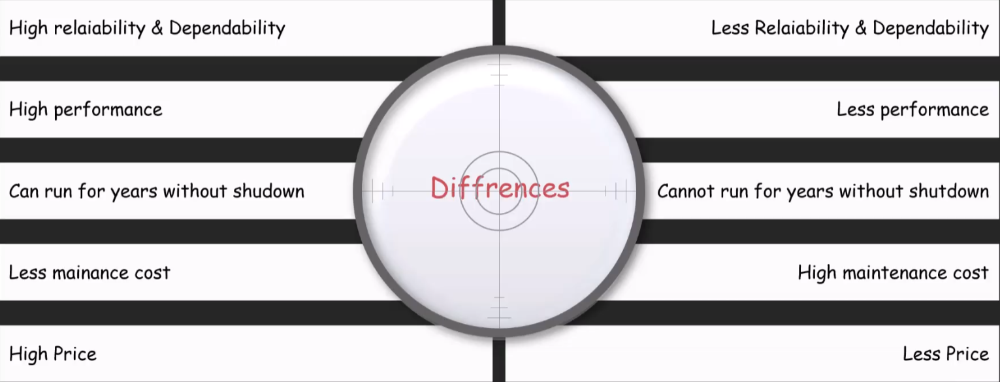 High relaiability & Dependability
Less Relaiability & Dependability
High performance
Less performance
Can run for years without shudown
Diffrences
Cannot run for years without shutdown
Less mainance cost
High maintenance cost
High Price
Less Price